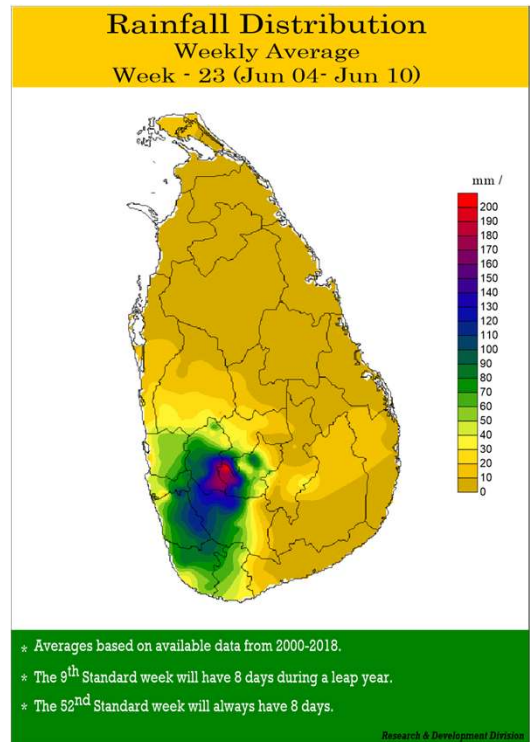 Rainfall Distribution
Weekly Average
Week - 23 (Jun 04- Jun 10)
mm /
200
190
180
170
160
150
140
130
120
110
100
90
80
70
60
50
40
30
20
10
0
* Averages based on available data from 2000-2018.
* The 9th Standard week will have 8 days during a leap year.
* The 52nd Standard week will always have 8 days.
Research & Development Division